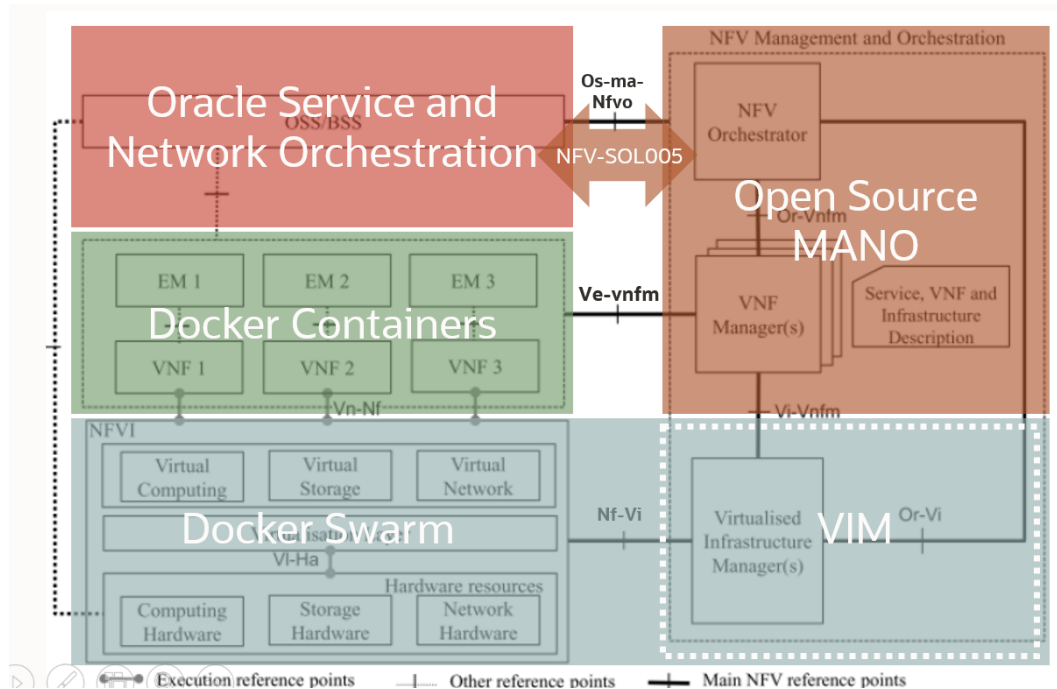 NFV Management and Orchestration
Oracle Service and
OSS/BSS
Network Orchestration
Os-ma-
Nfvo
NFV-SOL005
NFV
Orchestrator
Open Source
Or-Vnfm
MANO
EM 1
EM 2
EM 3
Docker Containers
VNF 1
VNF 2
VNF 3
Ve-vnfm
VNF
Manager(s)
Service, VNF and
Infrastructure
Description
Vn-Nf
Vi-Vnfm
NFVI
Virtual
Computing
Virtual
Storage
Virtual
Network
Docker Swarm
Virtualisation Layer
Vl-Ha
Hardware resources
Computing
Hardware
Storage
Hardware
Network
Hardware
Nf-Vi
Virtualised
Infrastructure
Manager(s)
VIM
Or-Vi
Execution reference points
Other reference points
Main NFV reference points